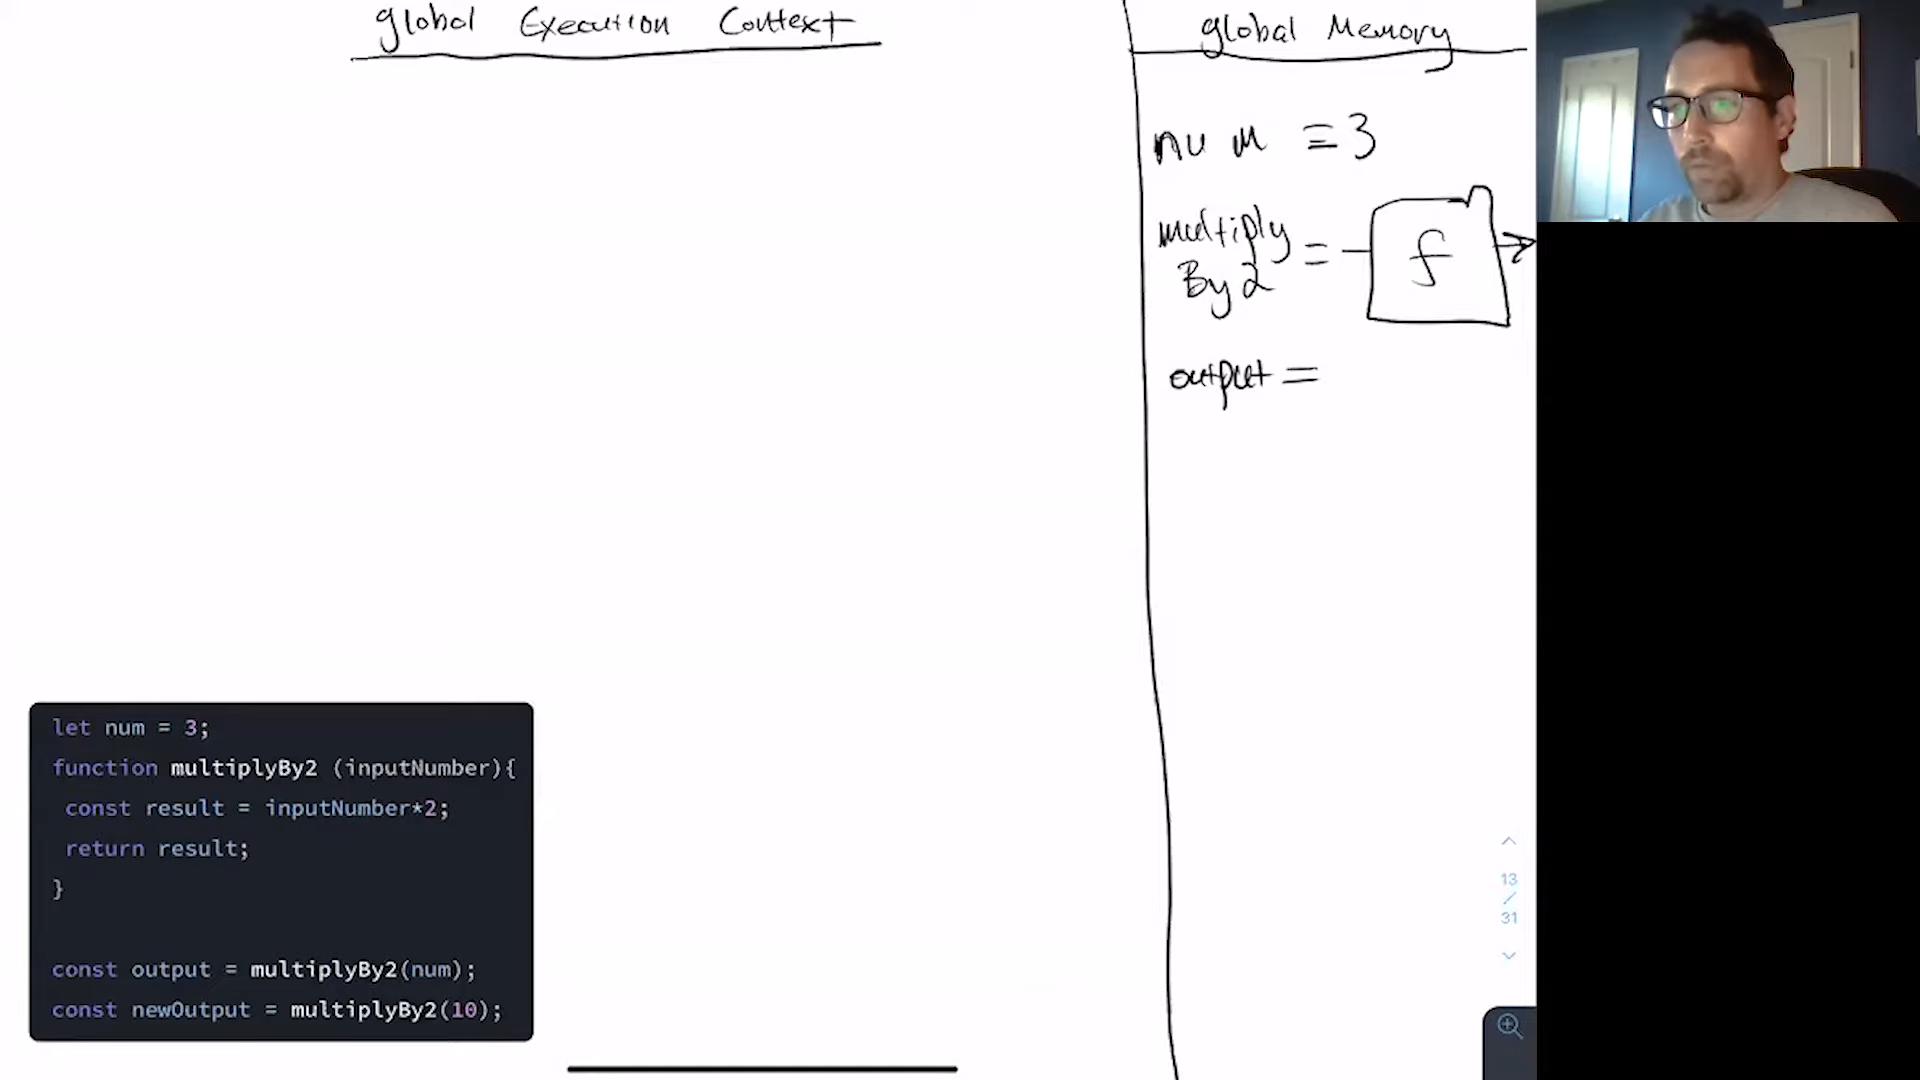 global Execution Context
global Memory
num = 3
multiply
By 2 = f
output =
let num = 3;
function multiplyBy2 (inputNumber){
const result = inputNumber*2;
return result;
}
const output = multiplyBy2(num);
const newOutput = multiplyBy2(10);
13
/
31